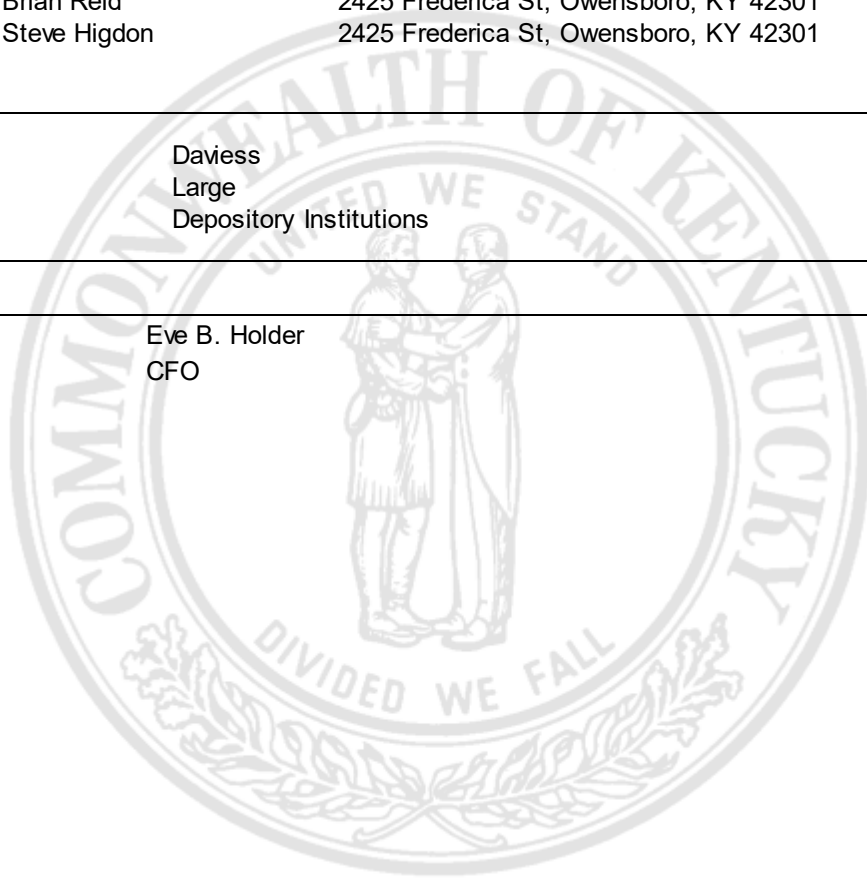 Brian Reid 2425 Frederica St, Owensboro, KY 42301
Steve Higdon 2425 Frederica St, Owensboro, KY 42301
Daviess
Large
Depository Institutions
Eve B. Holder
CFO
COMMONWEALTH OF KENTUCKY
UNITED WE STAND
DIVIDED WE FALL